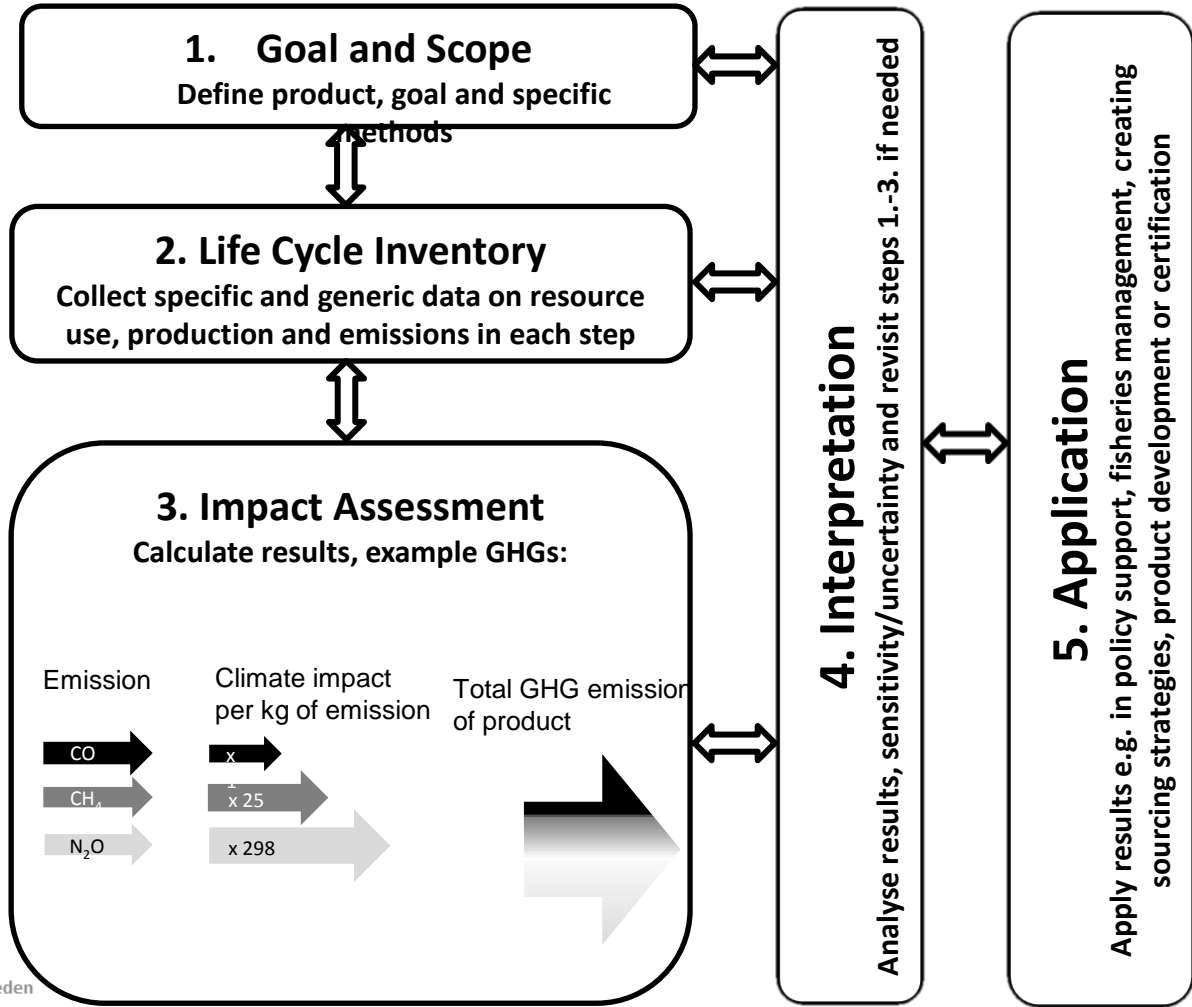 1. Goal and Scope
Define product, goal and specific
methods
2. Life Cycle Inventory
Collect specific and generic data on resource
use, production and emissions in each step
3. Impact Assessment
Calculate results, example GHGs:
Emission
Climate impact
per kg of emission
Total GHG emission
of product
CO
x
1
CH₄
x 25
N₂O
x 298
4. Interpretation
Analyse results, sensitivity/uncertainty and revisit steps 1.-3. if needed
5. Application
Apply results e.g. in policy support, fisheries management, creating
sourcing strategies, product development or certification
eden